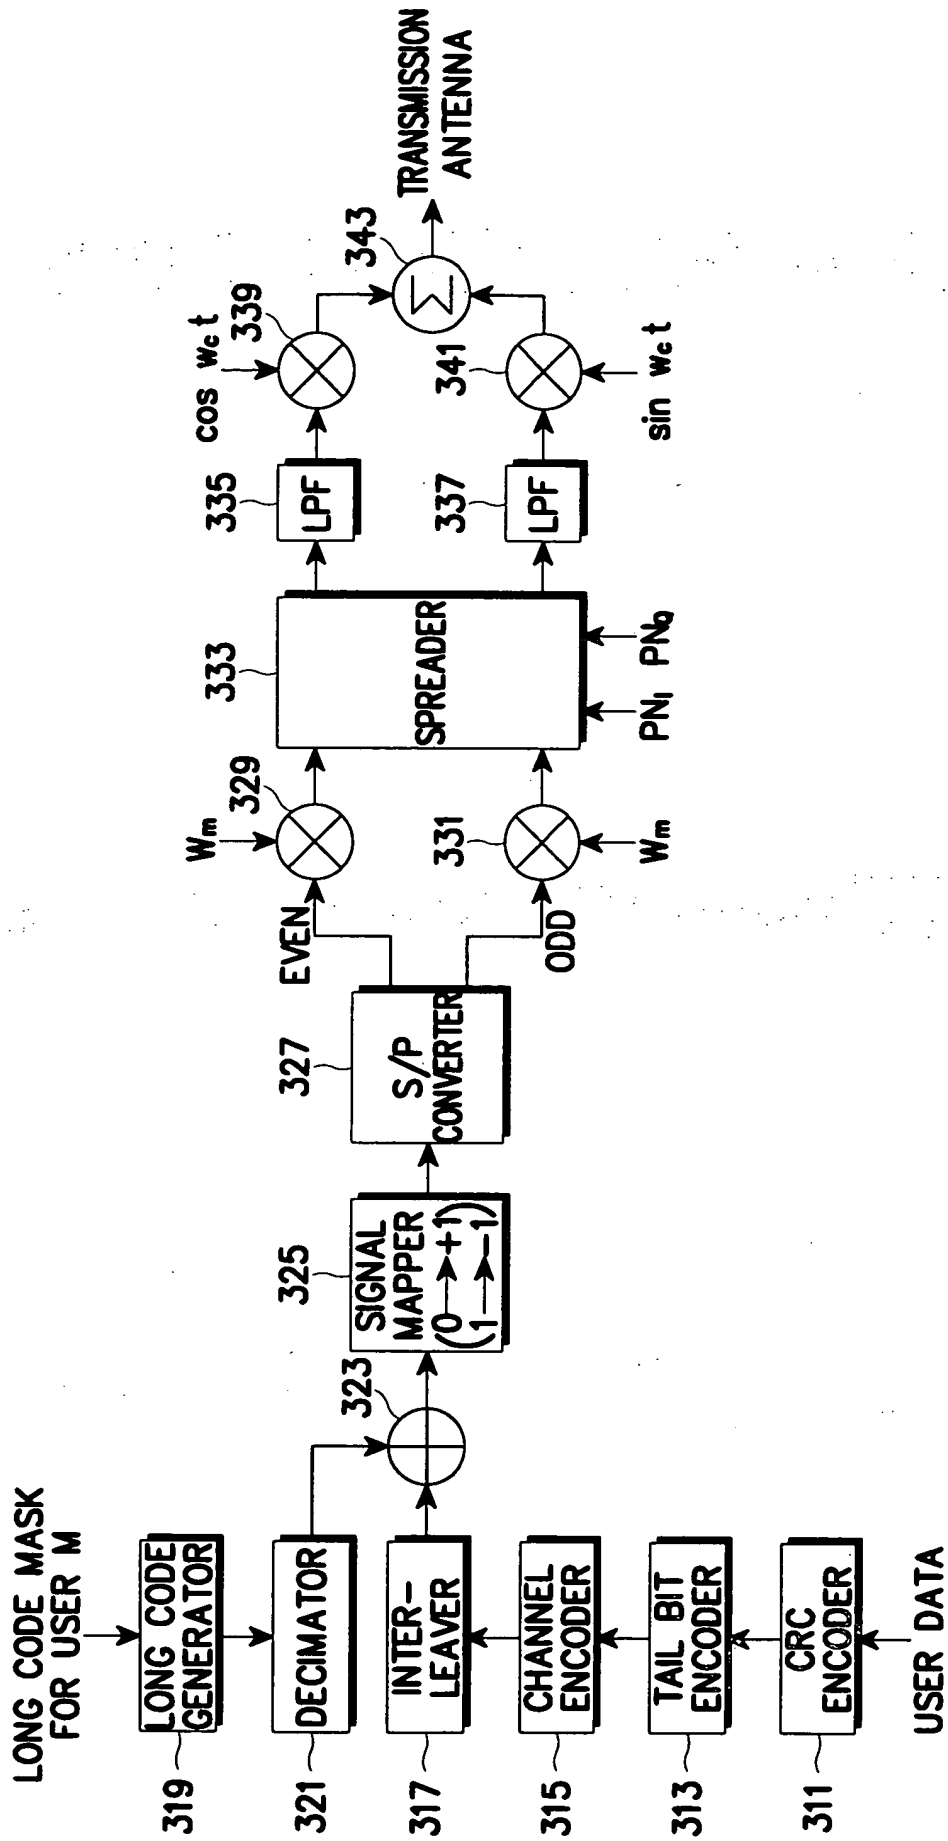 LONG CODE MASK
FOR USER M
319
LONG CODE
GENERATOR
321
DECIMATOR
317
INTER-
LEAVER
315
CHANNEL
ENCODER
313
TAIL BIT
ENCODER
311
CRC
ENCODER
USER DATA
323
325
SIGNAL
MAPPER
(0→+1)
(1→-1)
327
S/P
CONVERTER
EVEN
ODD
Wm
329
331
Wm
333
SPREADER
PNI
PNQ
335
LPF
337
LPF
cos wct
339
341
sin wct
343
Σ
TRANSMISSION
ANTENNA